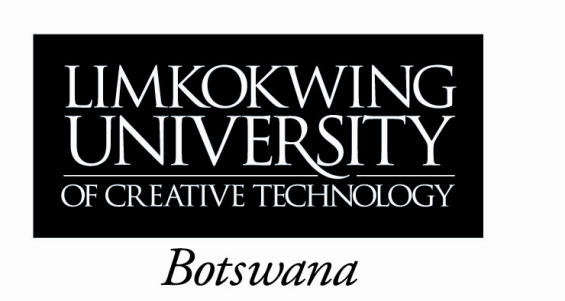 LIMKOKWING
UNIVERSITY
OF CREATIVE TECHNOLOGY
Botswana